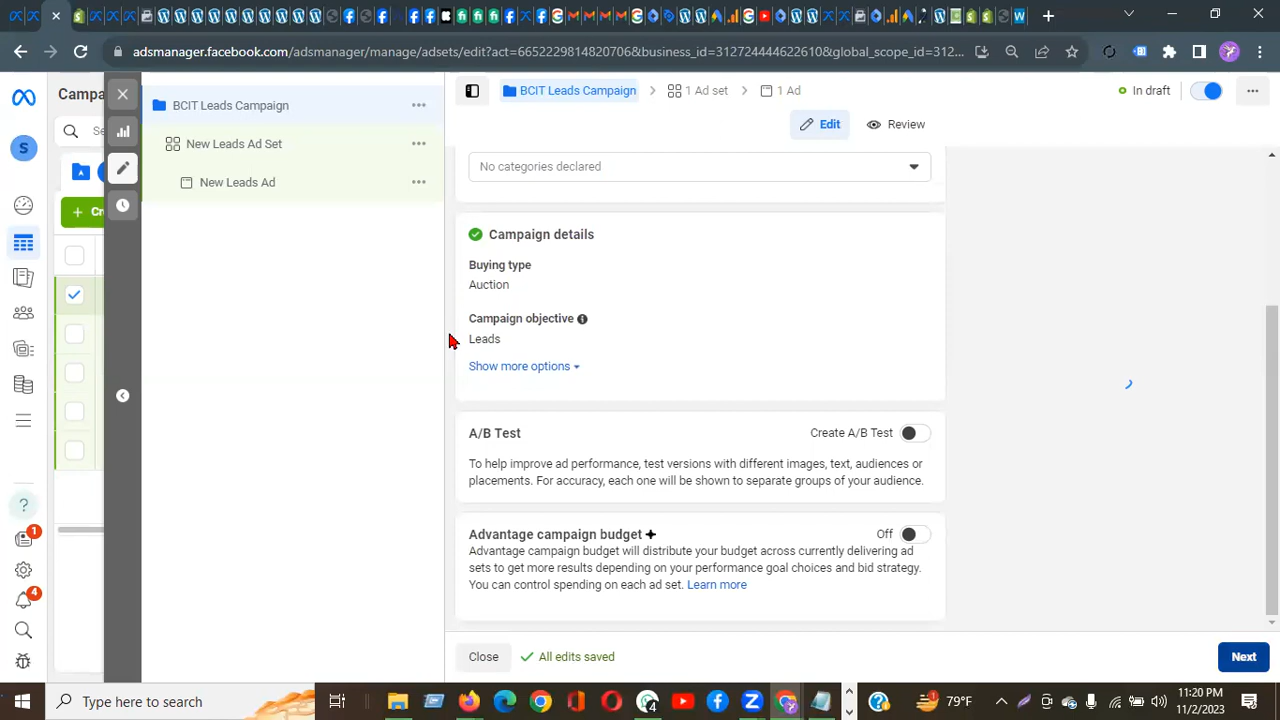 adsmanager.facebook.com/adsmanager/manage/adsets/edit?act=6652229814820706&business_id=312724444622610&global_scope_id=312...
Campa
BCIT Leads Campaign
New Leads Ad Set
New Leads Ad
BCIT Leads Campaign
1 Ad set
1 Ad
In draft
Edit
Review
No categories declared
Campaign details
Buying type
Auction
Campaign objective
Leads
Show more options
A/B Test
Create A/B Test
To help improve ad performance, test versions with different images, text, audiences or
placements. For accuracy, each one will be shown to separate groups of your audience.
Advantage campaign budget
Off
Advantage campaign budget will distribute your budget across currently delivering ad
sets to get more results depending on your performance goal choices and bid strategy.
You can control spending on each ad set. Learn more
Close
All edits saved
Next
S
Se
+ Cr
1
4
Type here to search
4
1
79°F
11:20 PM
11/2/2023